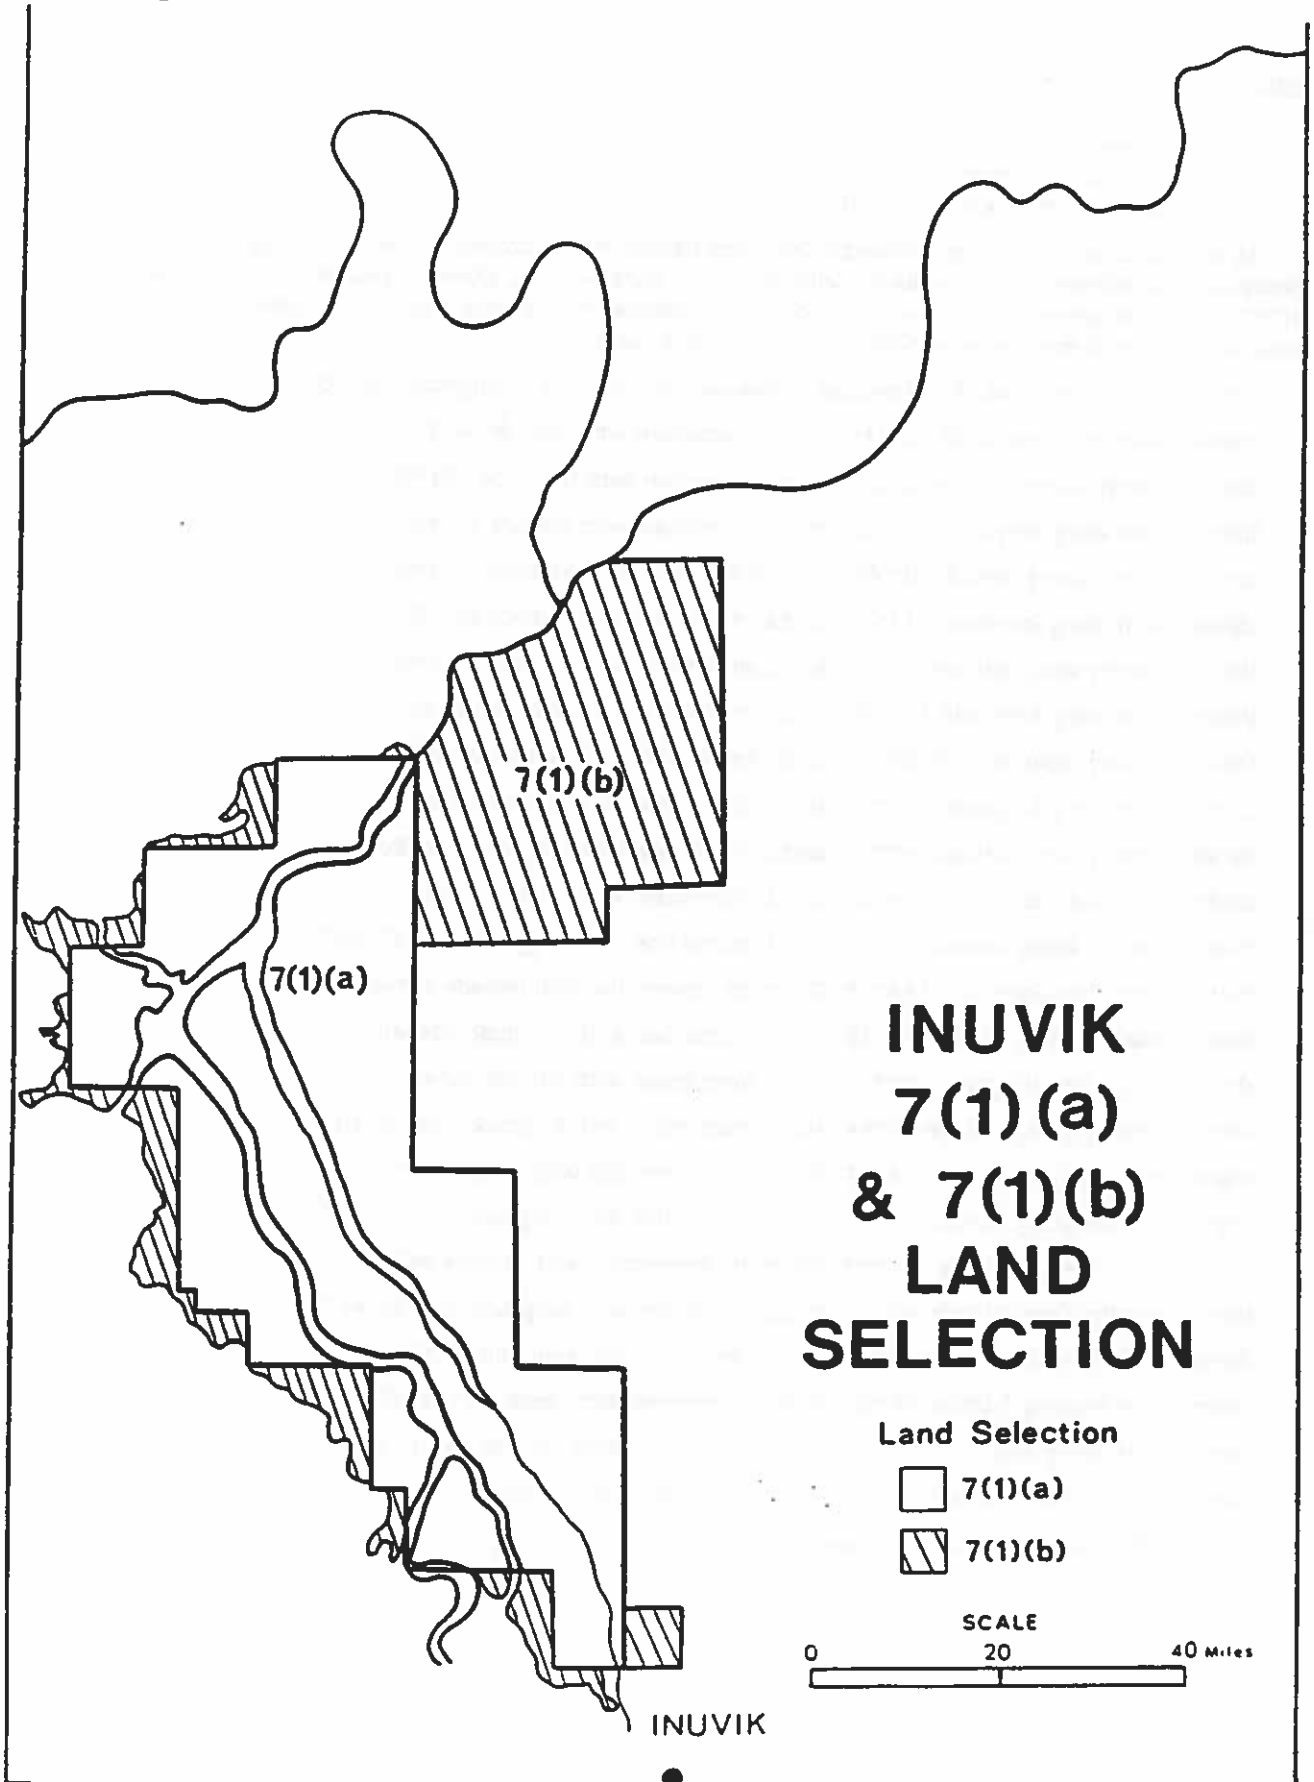 7(1)(b)
7(1)(a)
INUVIK
7(1)(a)
& 7(1)(b)
LAND
SELECTION
Land Selection
7(1)(a)
7(1)(b)
SCALE
0 20 40 Miles
INUVIK